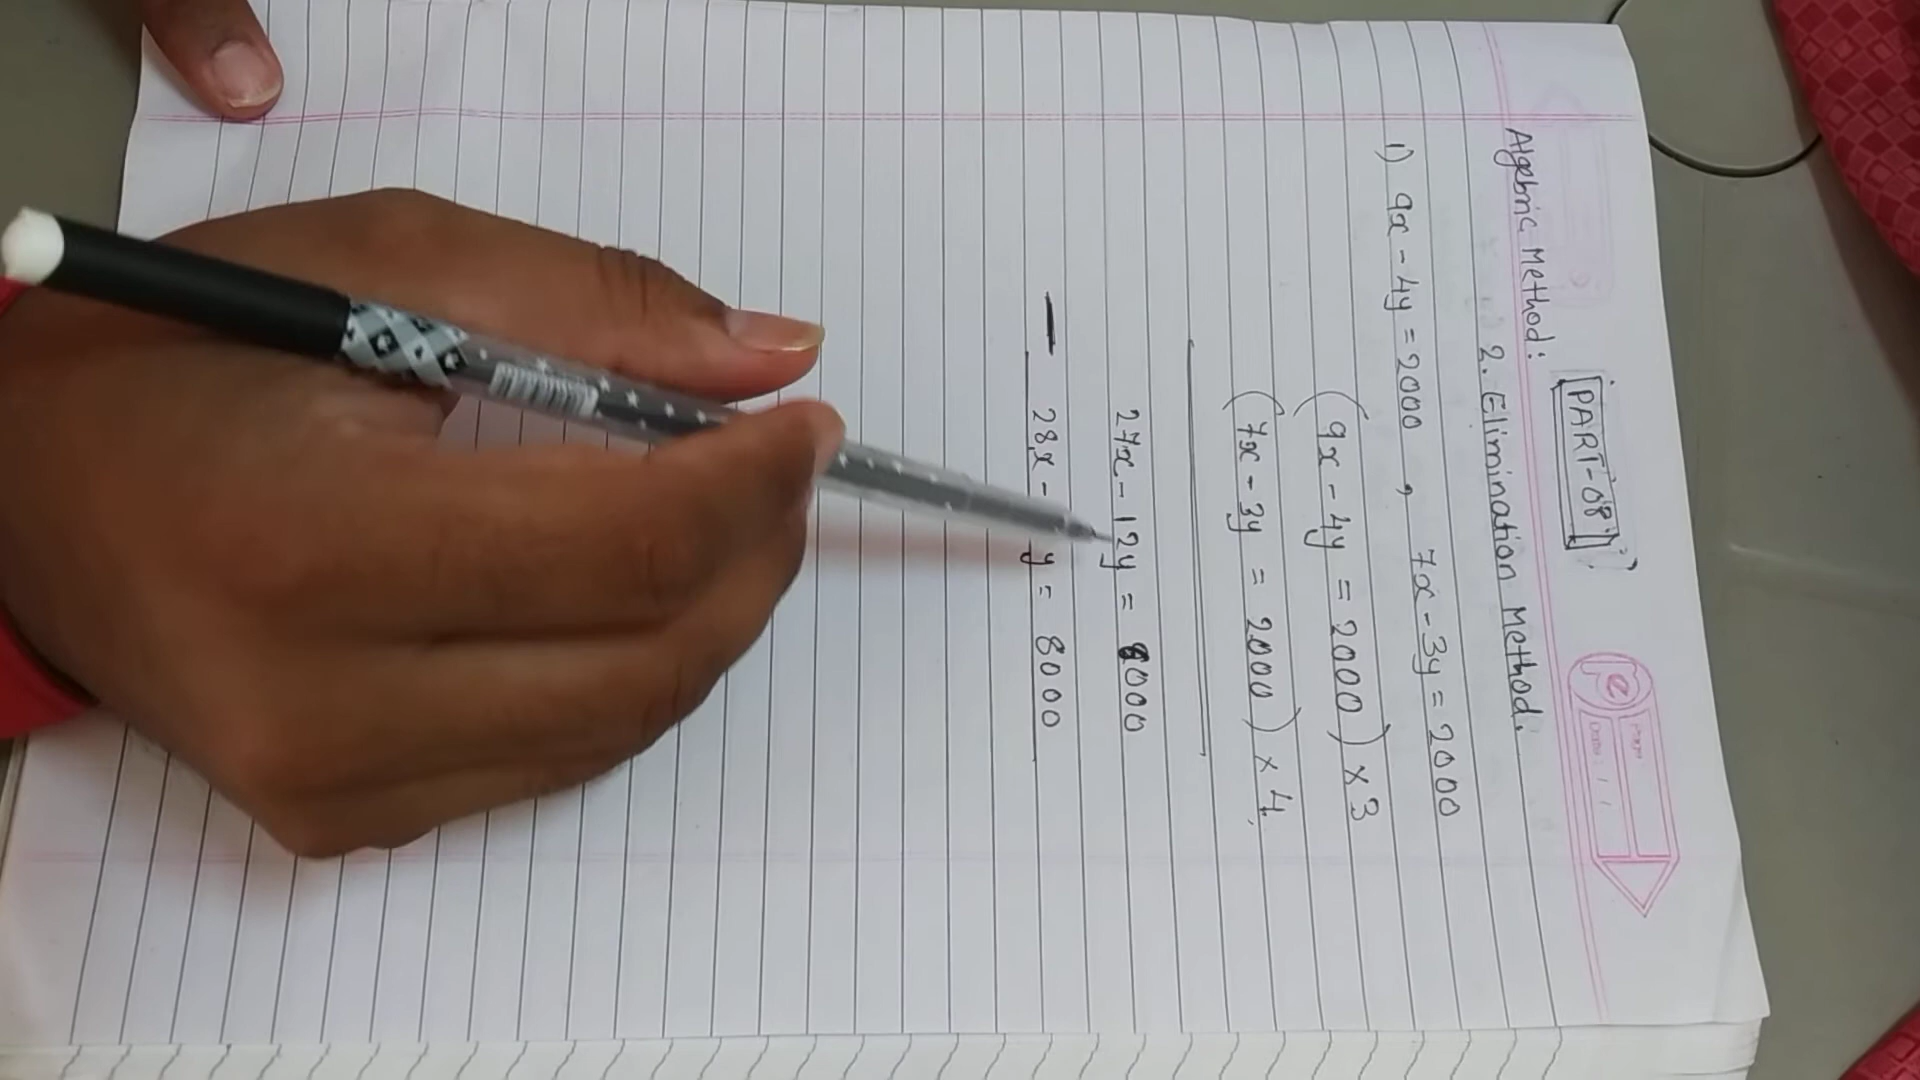 PART-08
Algebric Method:
2. Elimination Method.
1) 9x - 4y = 2000 , 7x - 3y = 2000
(9x - 4y = 2000) × 3
(7x - 3y = 2000) × 4
27x - 12y = 6000
28x - y = 8000